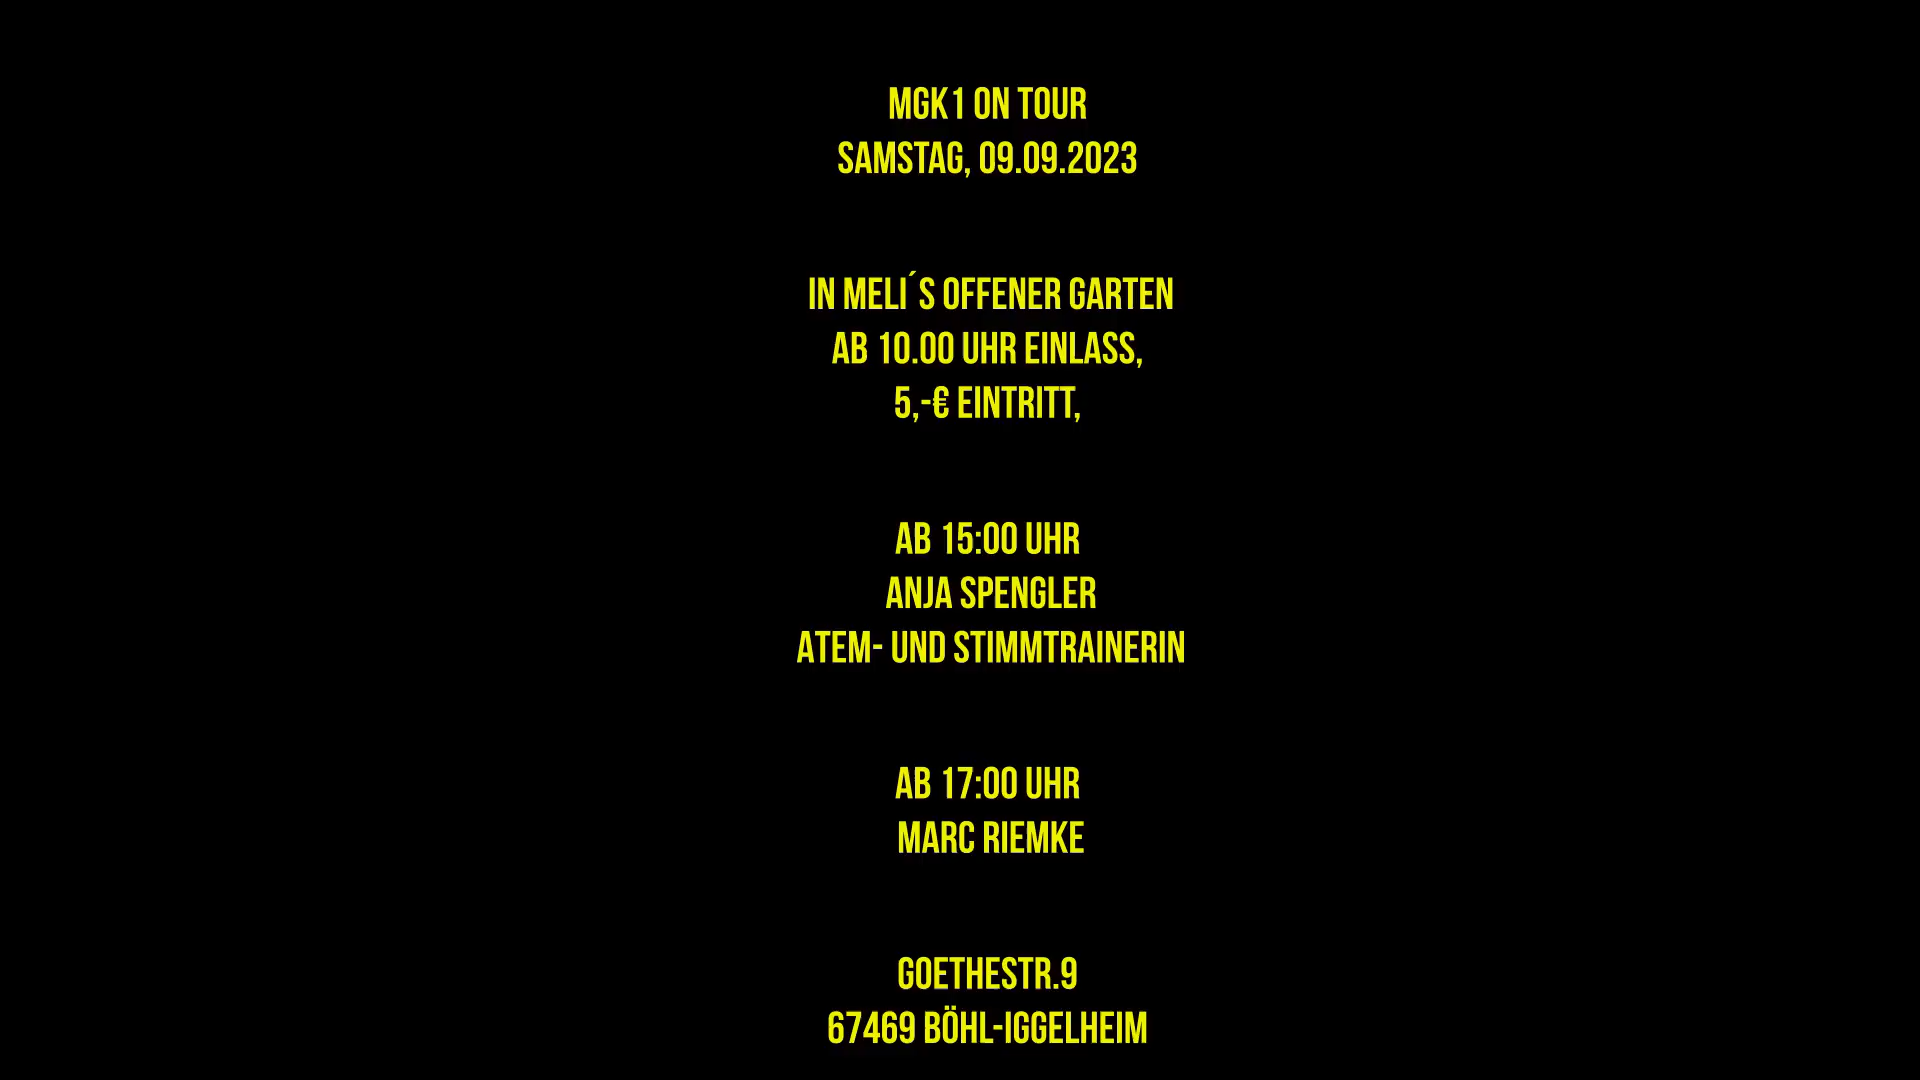 MGK1 ON TOUR
SAMSTAG, 09.09.2023
IN MELI´S OFFENER GARTEN
AB 10.00 UHR EINLASS,
5,-€ EINTRITT,
AB 15:00 UHR
ANJA SPENGLER
ATEM- UND STIMMTRAINERIN
AB 17:00 UHR
MARC RIEMKE
GOETHESTR.9
67469 BÖHL-IGGELHEIM